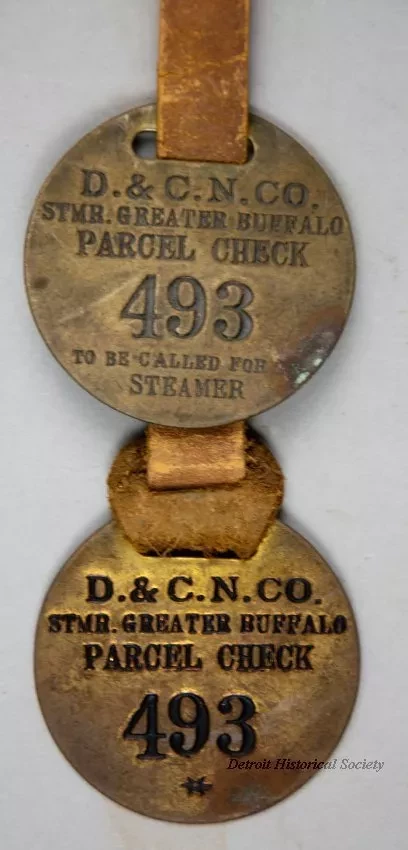 D. & C. N. CO.
STMR. GREATER BUFFALO
PARCEL CHECK
493
TO BE CALLED FOR
STEAMER
D. & C. N. CO.
STMR. GREATER BUFFALO
PARCEL CHECK
493
Detroit Historical Society